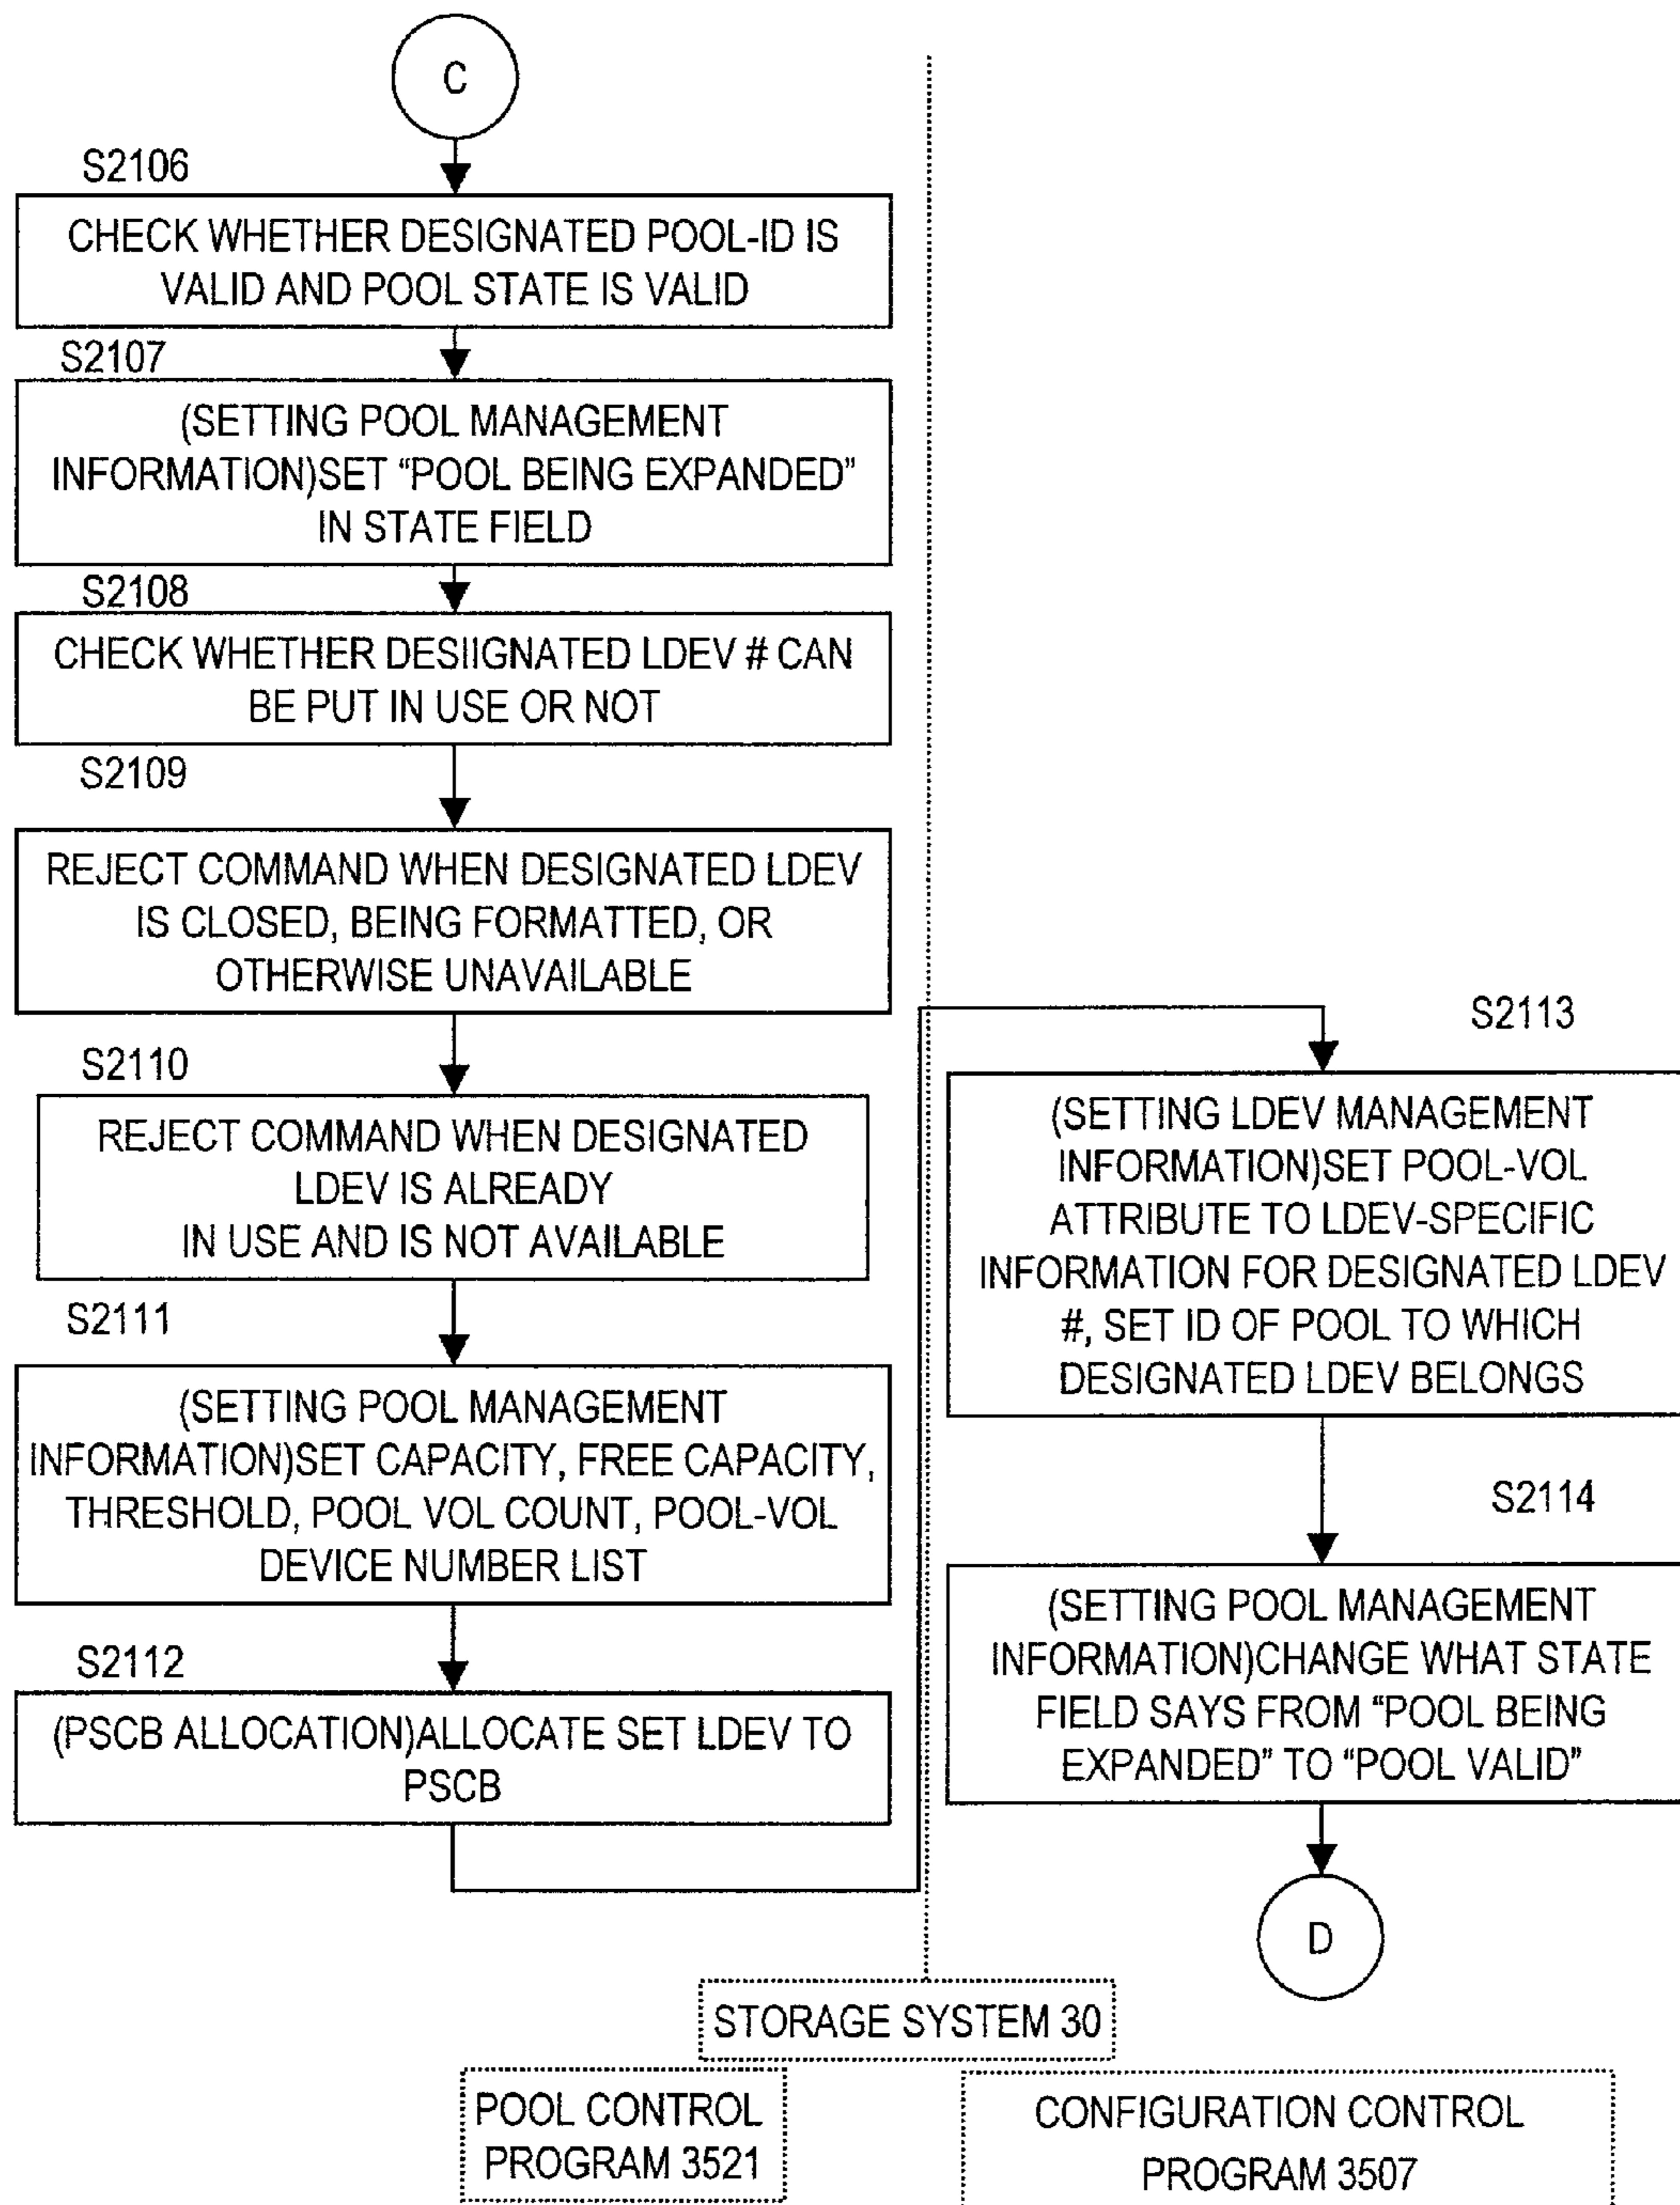 C
S2106
CHECK WHETHER DESIGNATED POOL-ID IS
VALID AND POOL STATE IS VALID
S2107
(SETTING POOL MANAGEMENT
INFORMATION)SET “POOL BEING EXPANDED”
IN STATE FIELD
S2108
CHECK WHETHER DESIIGNATED LDEV # CAN
BE PUT IN USE OR NOT
S2109
REJECT COMMAND WHEN DESIGNATED LDEV
IS CLOSED, BEING FORMATTED, OR
OTHERWISE UNAVAILABLE
S2110
REJECT COMMAND WHEN DESIGNATED
LDEV IS ALREADY
IN USE AND IS NOT AVAILABLE
S2111
(SETTING POOL MANAGEMENT
INFORMATION)SET CAPACITY, FREE CAPACITY,
THRESHOLD, POOL VOL COUNT, POOL-VOL
DEVICE NUMBER LIST
S2112
(PSCB ALLOCATION)ALLOCATE SET LDEV TO
PSCB
S2113
(SETTING LDEV MANAGEMENT
INFORMATION)SET POOL-VOL
ATTRIBUTE TO LDEV-SPECIFIC
INFORMATION FOR DESIGNATED LDEV
#, SET ID OF POOL TO WHICH
DESIGNATED LDEV BELONGS
S2114
(SETTING POOL MANAGEMENT
INFORMATION)CHANGE WHAT STATE
FIELD SAYS FROM “POOL BEING
EXPANDED” TO “POOL VALID”
D
STORAGE SYSTEM 30
POOL CONTROL
PROGRAM 3521
CONFIGURATION CONTROL
PROGRAM 3507